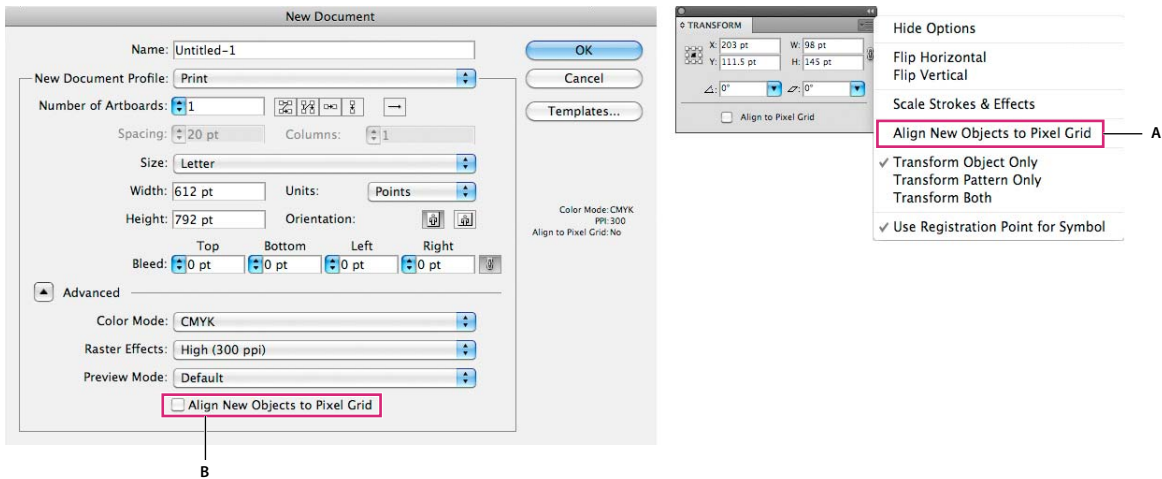 New Document
Name: Untitled-1
OK
New Document Profile: Print
Cancel
Number of Artboards: 1
Templates...
Spacing: 20 pt Columns: 1
Size: Letter
Width: 612 pt Units: Points
Height: 792 pt Orientation:
Color Mode: CMYK
PPI: 300
Align to Pixel Grid: No
Top Bottom Left Right
Bleed: 0 pt 0 pt 0 pt 0 pt
Advanced
Color Mode: CMYK
Raster Effects: High (300 ppi)
Preview Mode: Default
Align New Objects to Pixel Grid
B
TRANSFORM
X: 203 pt W: 98 pt
Y: 111.5 pt H: 145 pt
0° 0°
Align to Pixel Grid
Hide Options
Flip Horizontal
Flip Vertical
Scale Strokes & Effects
Align New Objects to Pixel Grid
A
Transform Object Only
Transform Pattern Only
Transform Both
Use Registration Point for Symbol